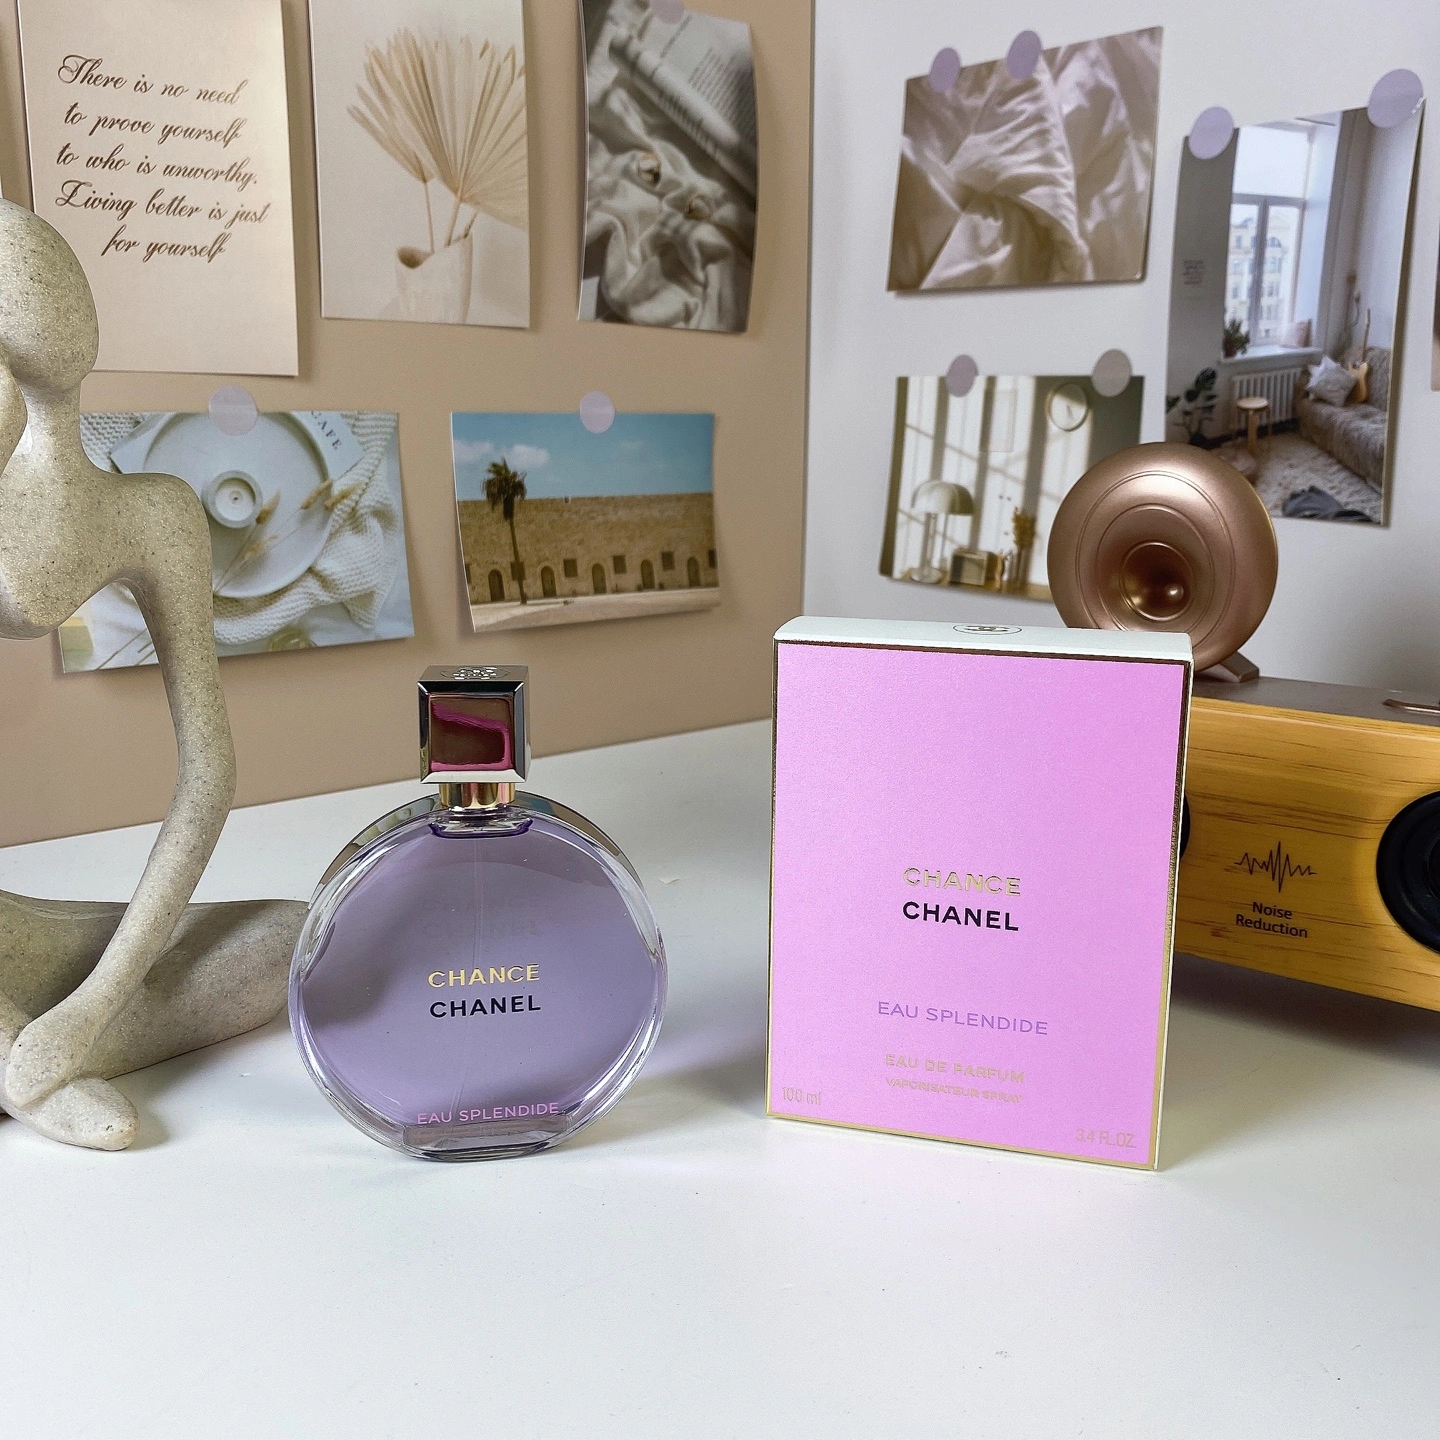 There is no need
to prove yourself
to who is unworthy.
Living better is just
for yourself
CAFE
CHANCE
CHANEL
EAU SPLENDIDE
CHANCE
CHANEL
EAU SPLENDIDE
EAU DE PARFUM
VAPORISATEUR SPRAY
100 ml
3.4 FL.OZ.
Noise
Reduction